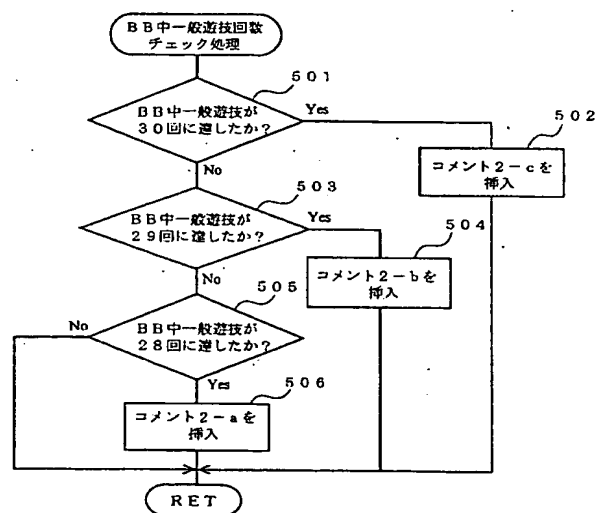 BB中一般遊技回数
チェック処理
501
BB中一般遊技が
30回に達したか?
Yes
502
コメント2-cを
挿入
No
503
BB中一般遊技が
29回に達したか?
Yes
504
コメント2-bを
挿入
No
505
BB中一般遊技が
28回に達したか?
No
Yes
506
コメント2-aを
挿入
RET